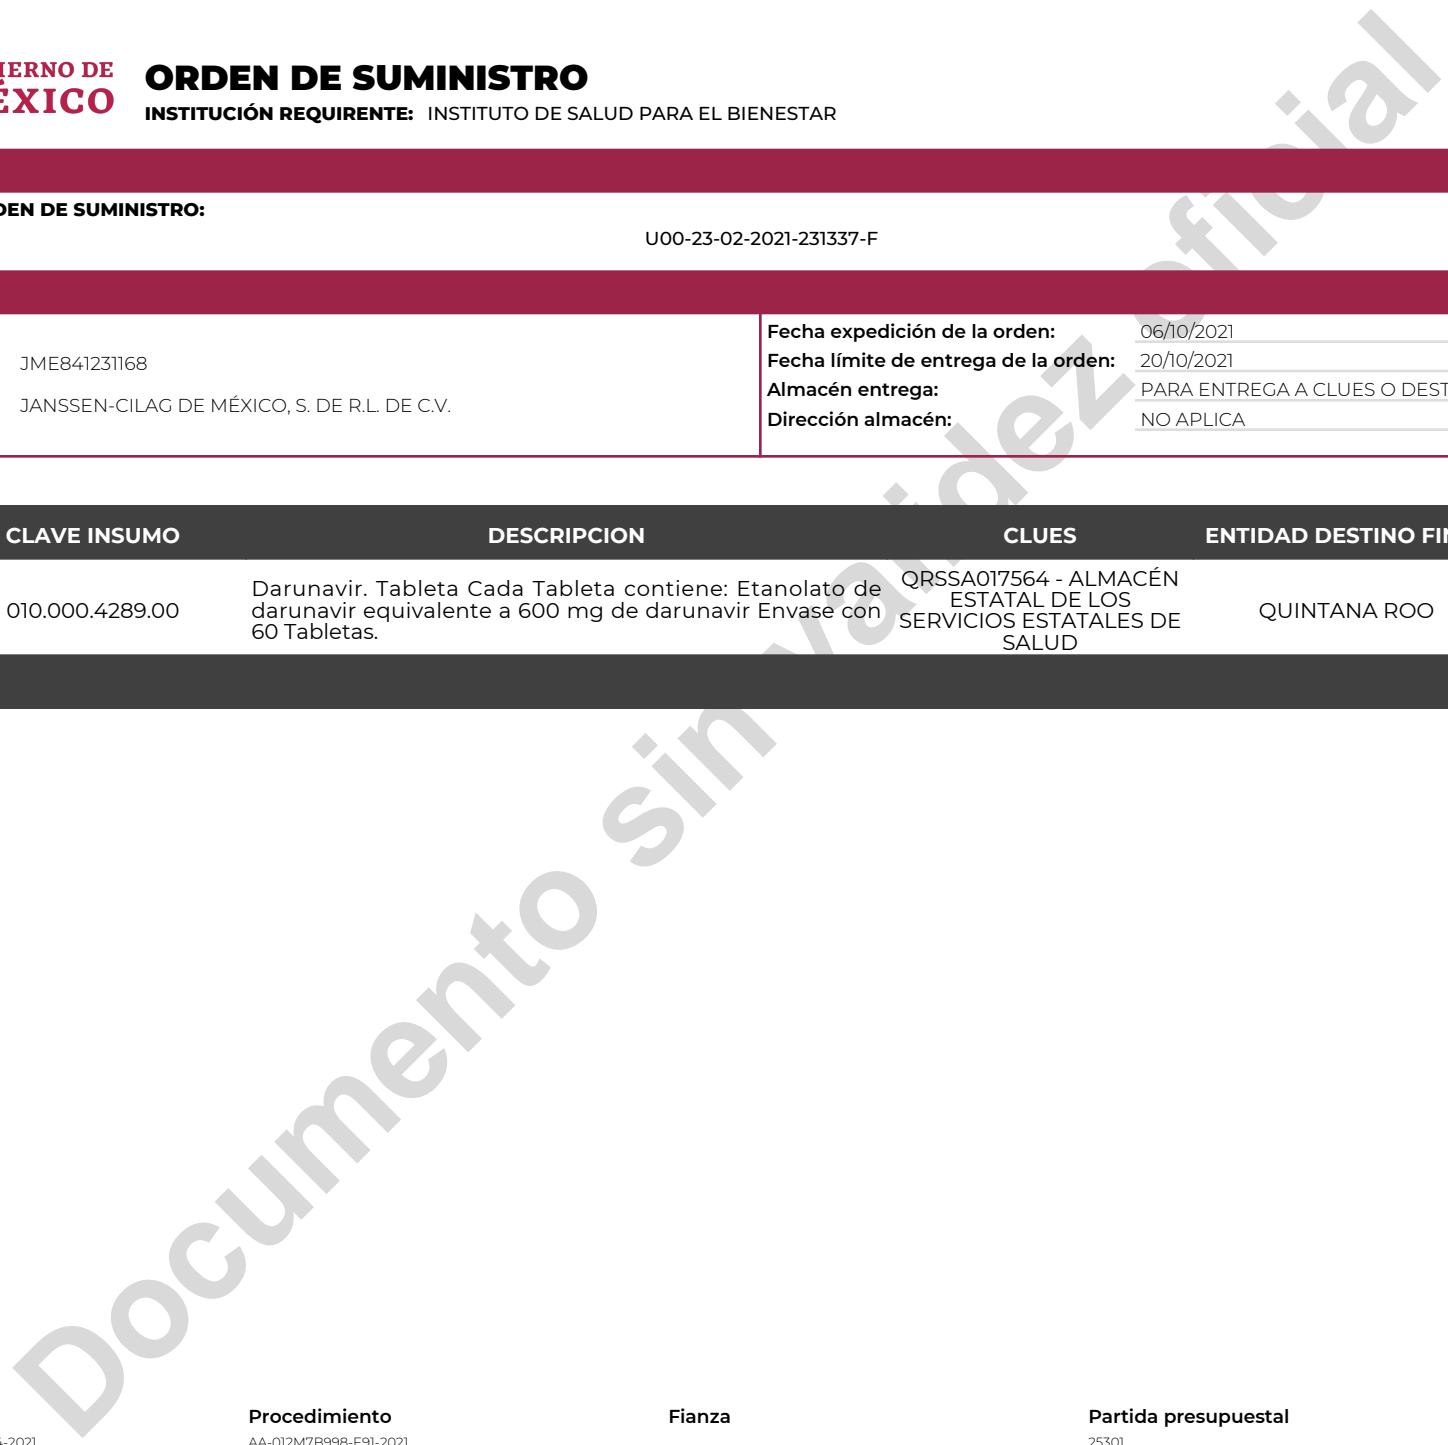 IERNO DE
ÉXICO
ORDEN DE SUMINISTRO
INSTITUCIÓN REQUIRENTE: INSTITUTO DE SALUD PARA EL BIENESTAR
DEN DE SUMINISTRO:
U00-23-02-2021-231337-F
JME841231168
JANSSEN-CILAG DE MÉXICO, S. DE R.L. DE C.V.
Fecha expedición de la orden: 06/10/2021
Fecha límite de entrega de la orden: 20/10/2021
Almacén entrega: PARA ENTREGA A CLUES O DEST
Dirección almacén: NO APLICA
CLAVE INSUMO DESCRIPCION CLUES ENTIDAD DESTINO FIN
010.000.4289.00
Darunavir. Tableta Cada Tableta contiene: Etanolato de
darunavir equivalente a 600 mg de darunavir Envase con
60 Tabletas.
QRSSA017564 - ALMACÉN
ESTATAL DE LOS
SERVICIOS ESTATALES DE
SALUD
QUINTANA ROO
Documento sin validez oficial
Procedimiento Fianza Partida presupuestal
-2021 AA-012M7B998-E91-2021 25301